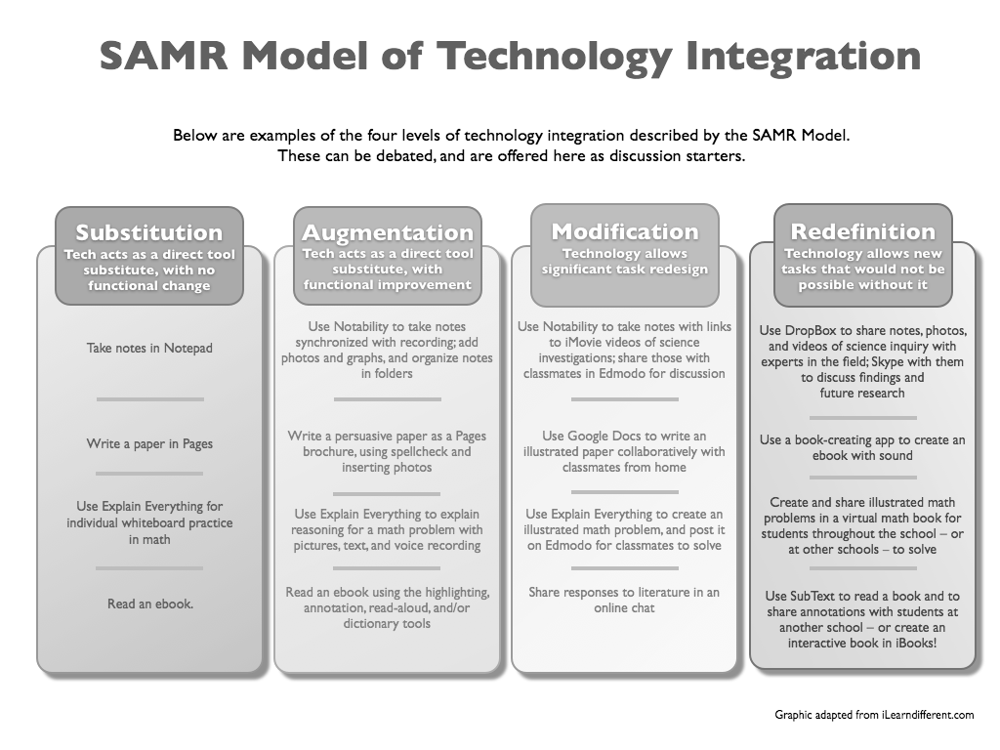 SAMR Model of Technology Integration
Below are examples of the four levels of technology integration described by the SAMR Model.
These can be debated, and are offered here as discussion starters.
Substitution
Tech acts as a direct tool
substitute, with no
functional change
Take notes in Notepad
Write a paper in Pages
Use Explain Everything for
individual whiteboard practice
in math
Read an ebook.
Augmentation
Tech acts as a direct tool
substitute, with
functional improvement
Use Notability to take notes
synchronized with recording; add
photos and graphs, and organize notes
in folders
Write a persuasive paper as a Pages
brochure, using spellcheck and
inserting photos
Use Explain Everything to explain
reasoning for a math problem with
pictures, text, and voice recording
Read an ebook using the highlighting,
annotation, read-aloud, and/or
dictionary tools
Modification
Technology allows
significant task redesign
Use Notability to take notes with links
to iMovie videos of science
investigations; share those with
classmates in Edmodo for discussion
Use Google Docs to write an
illustrated paper collaboratively with
classmates from home
Use Explain Everything to create an
illustrated math problem, and post it
on Edmodo for classmates to solve
Share responses to literature in an
online chat
Redefinition
Technology allows new
tasks that would not be
possible without it
Use DropBox to share notes, photos,
and videos of science inquiry with
experts in the field; Skype with them
to discuss findings and
future research
Use a book-creating app to create an
ebook with sound
Create and share illustrated math
problems in a virtual math book for
students throughout the school – or
at other schools – to solve
Use SubText to read a book and to
share annotations with students at
another school – or create an
interactive book in iBooks!
Graphic adapted from iLearndifferent.com